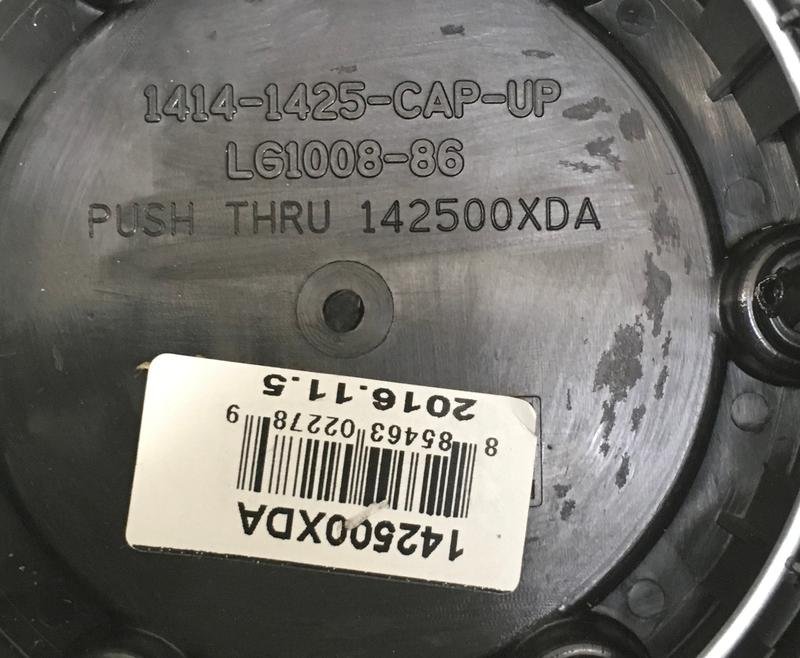 1414-1425-CAP-UP
LG1008-86
PUSH THRU 142500XDA
142500XDA
8 85463 02278 9
2016.11.5